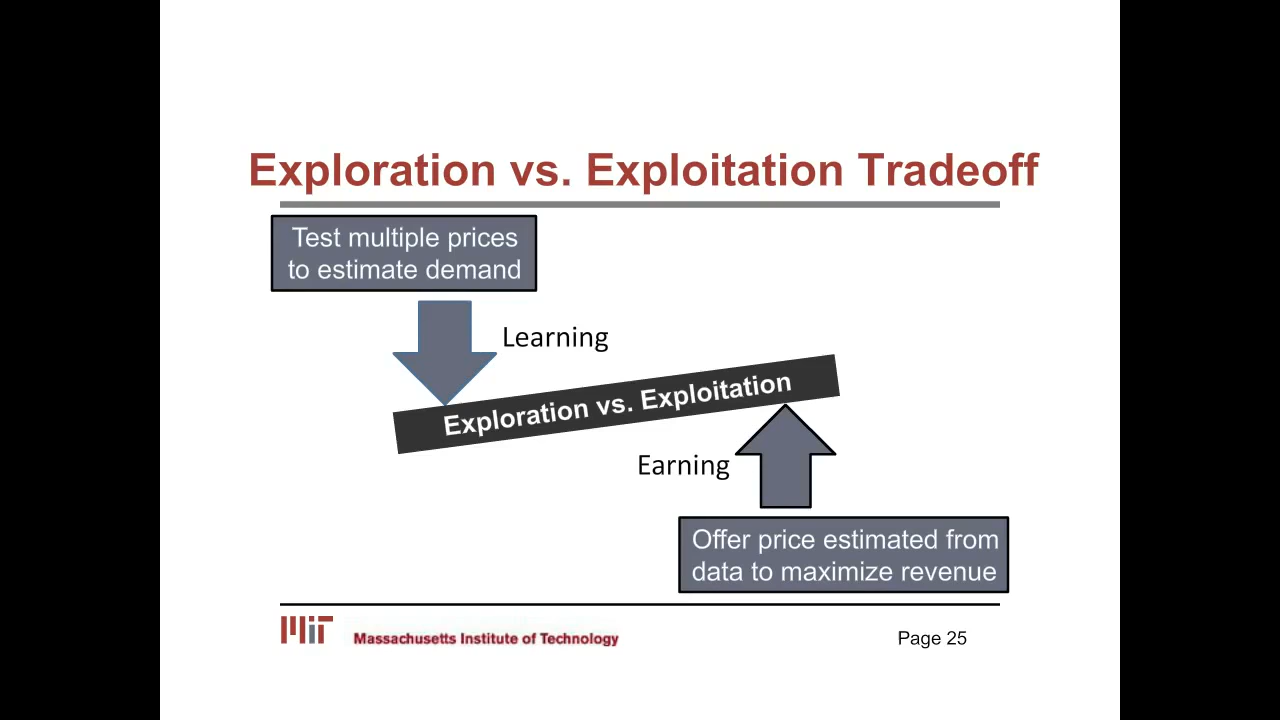 Exploration vs. Exploitation Tradeoff
Test multiple prices
to estimate demand
Learning
Exploration vs. Exploitation
Earning
Offer price estimated from
data to maximize revenue
MIT
Massachusetts Institute of Technology
Page 25